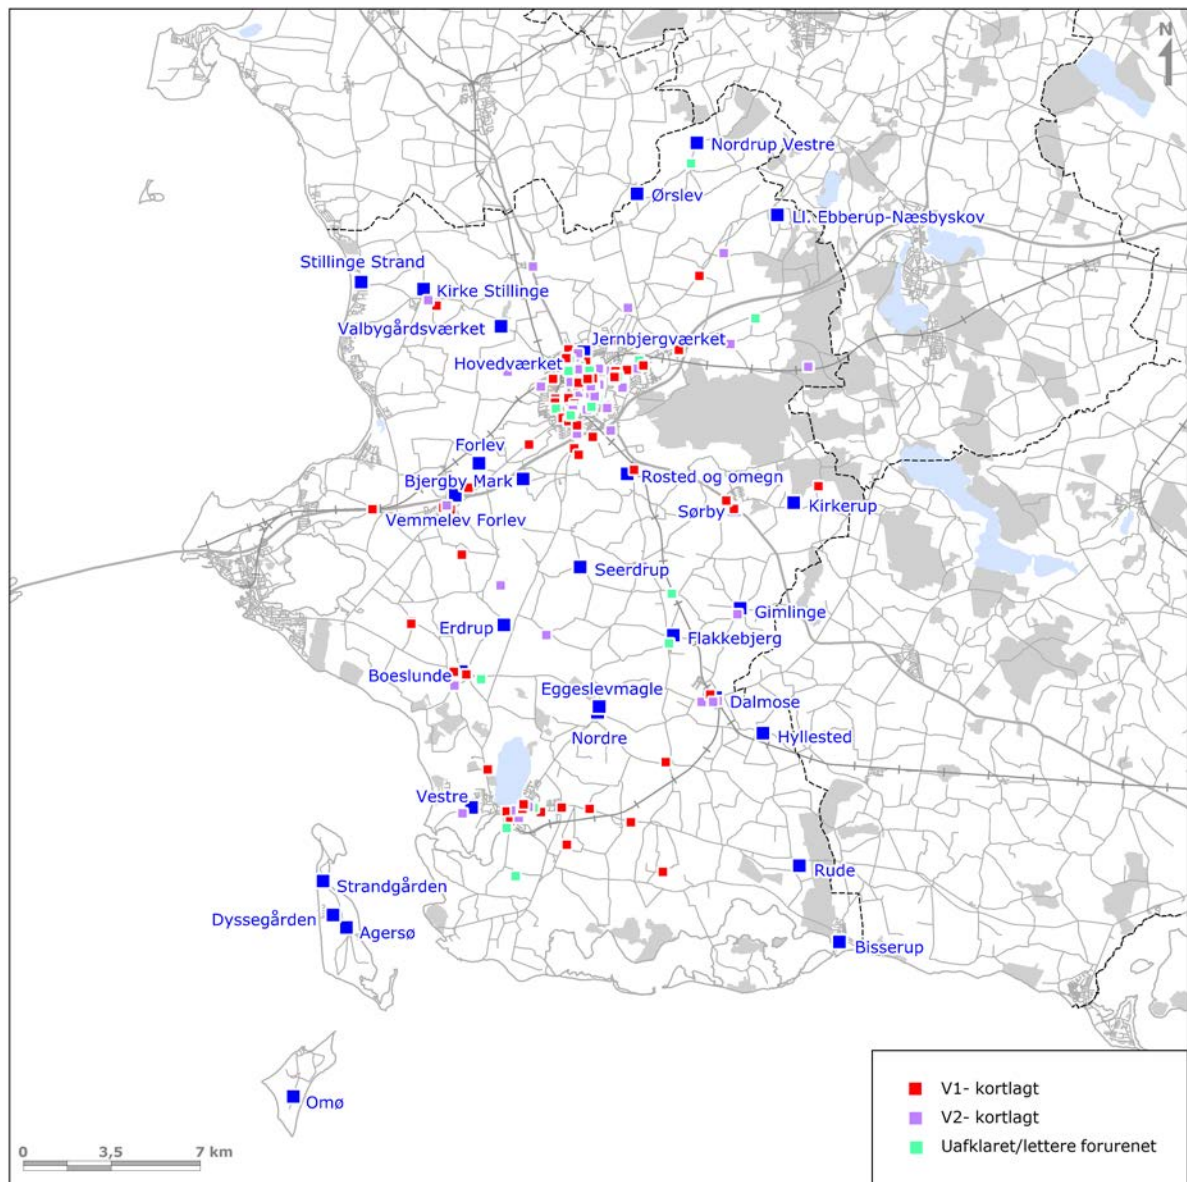 N
Nordrup Vestre
Ørslev
Ll. Ebberup-Næsbyskov
Stillinge Strand
Kirke Stillinge
Valbygårdsværket
Jernbjergværket
Hovedværket
Forlev
Bjergby Mark
Rosted og omegn
Vemmelev Forlev
Sørby
Kirkerup
Seerdrup
Gimlinge
Erdrup
Flakkebjerg
Boeslunde
Eggeslevmagle
Dalmose
Nordre
Hyllested
Vestre
Rude
Strandgården
Dyssegården
Agersø
Bisserup
Omø
V1- kortlagt
V2- kortlagt
Uafklaret/lettere forurenet
0 3,5 7 km